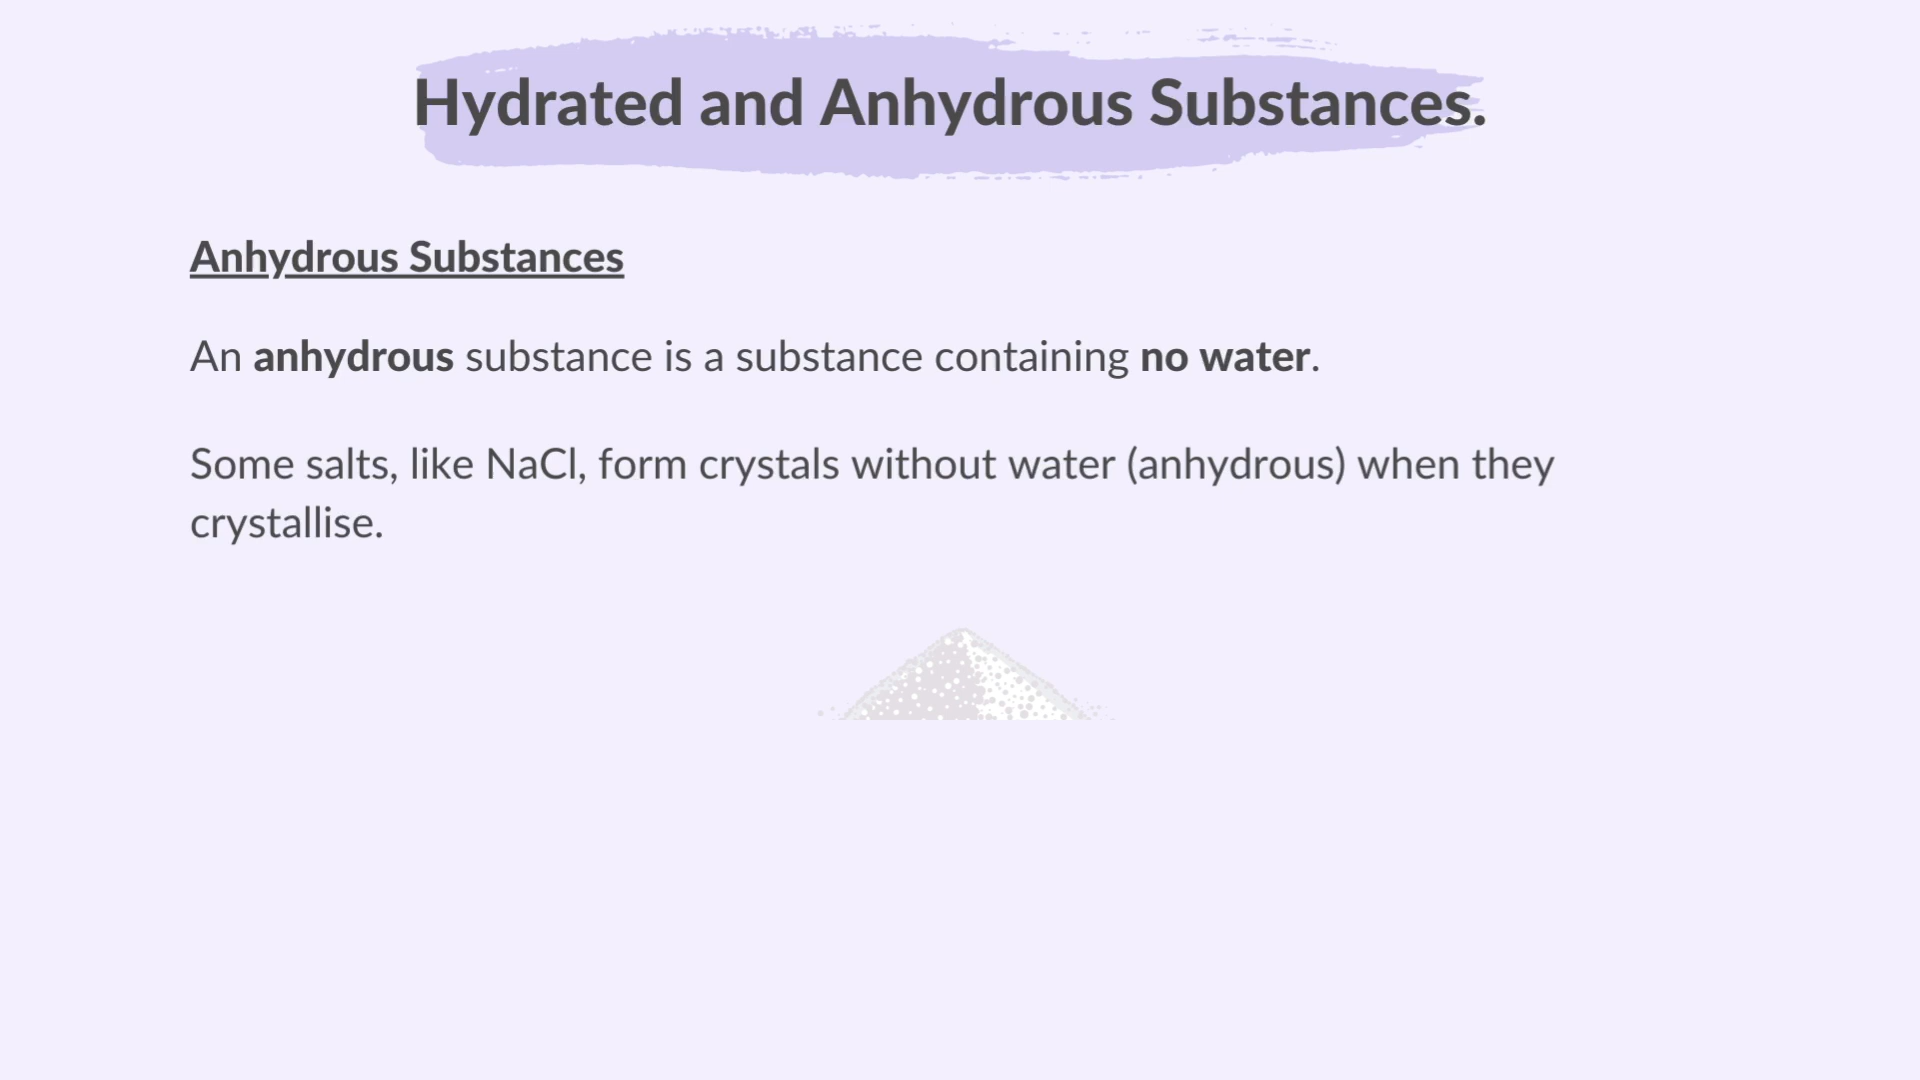 Hydrated and Anhydrous Substances.
Anhydrous Substances
An anhydrous substance is a substance containing no water.
Some salts, like NaCl, form crystals without water (anhydrous) when they
crystallise.